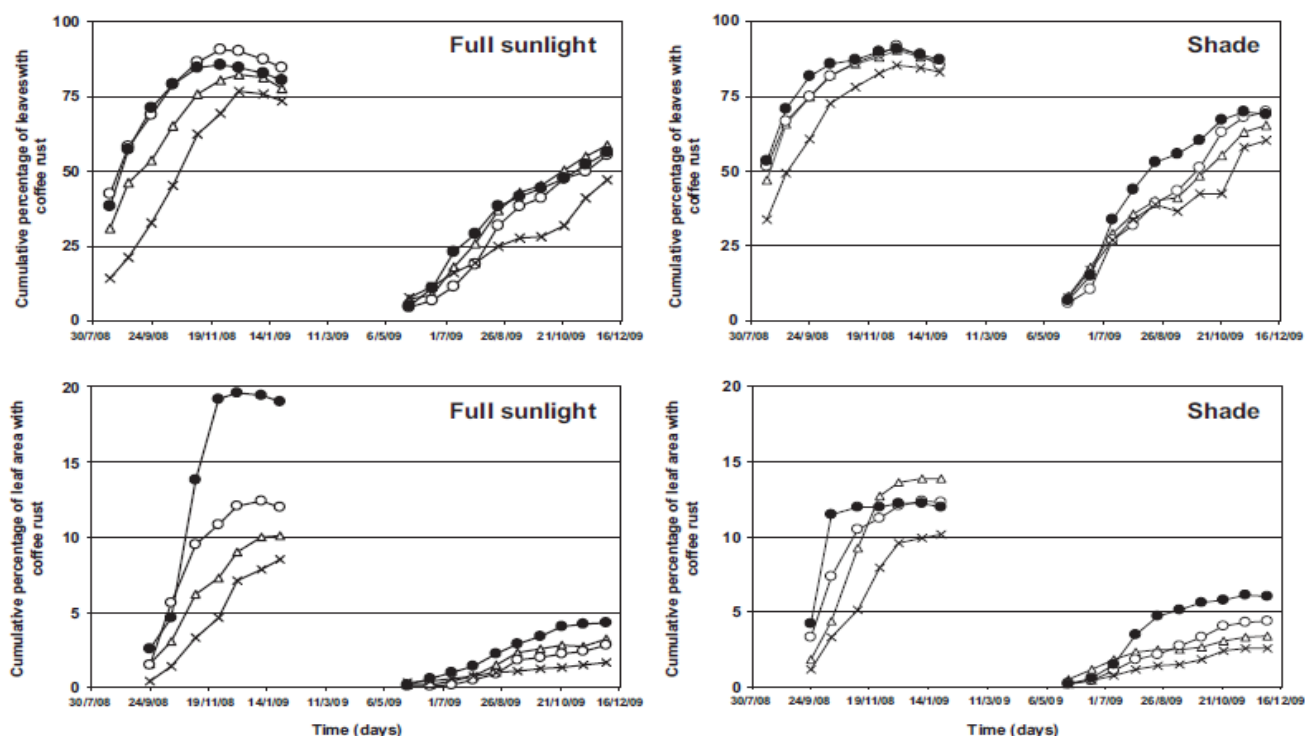 Cumulative percentage of leaves with
coffee rust
100
75
50
25
0
Full sunlight
30/7/08 24/9/08 19/11/08 14/1/09 11/3/09 6/5/09 1/7/09 26/8/09 21/10/09 16/12/09
Cumulative percentage of leaves with
coffee rust
100
75
50
25
0
Shade
30/7/08 24/9/08 19/11/08 14/1/09 11/3/09 6/5/09 1/7/09 26/8/09 21/10/09 16/12/09
Cumulative percentage of leaf area with
coffee rust
20
15
10
5
0
Full sunlight
30/7/08 24/9/08 19/11/08 14/1/09 11/3/09 6/5/09 1/7/09 26/8/09 21/10/09 16/12/09
Time (days)
Cumulative percentage of leaf area with
coffee rust
20
15
10
5
0
Shade
30/7/08 24/9/08 19/11/08 14/1/09 11/3/09 6/5/09 1/7/09 26/8/09 21/10/09 16/12/09
Time (days)